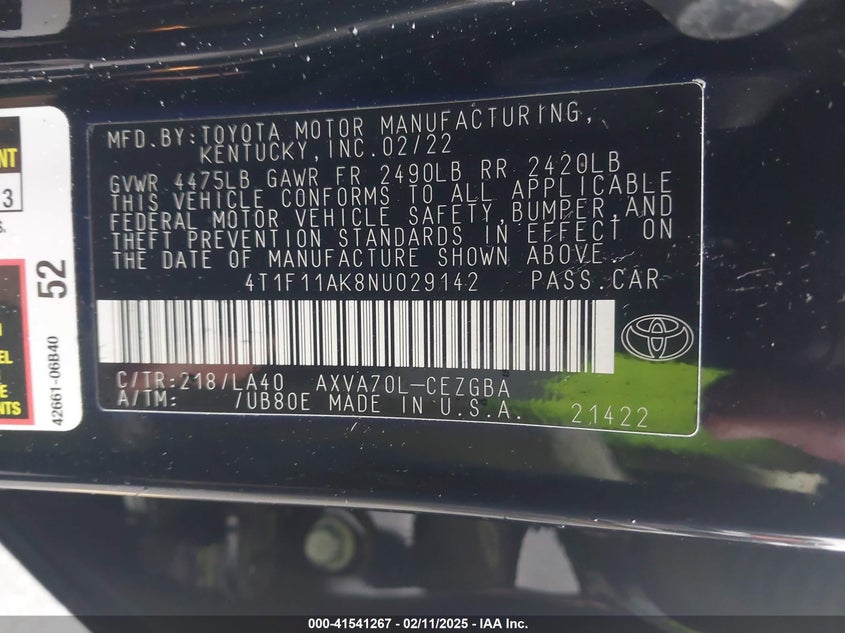 MFD.BY:TOYOTA MOTOR MANUFACTURING,
KENTUCKY,INC.02/22
GVWR 4475LB GAWR FR 2490LB RR 2420LB
THIS VEHICLE CONFORMS TO ALL APPLICABLE
FEDERAL MOTOR VEHICLE SAFETY,BUMPER,AND
THEFT PREVENTION STANDARDS IN EFFECT ON
THE DATE OF MANUFACTURE SHOWN ABOVE.
4T1F11AK8NU029142 PASS.CAR
C/TR:218/LA40 AXVA70L-CEZGBA
A/TM: /UB80E MADE IN U.S.A. 21422
52
42661-06B40
3
000-41541267 - 02/11/2025 - IAA Inc.